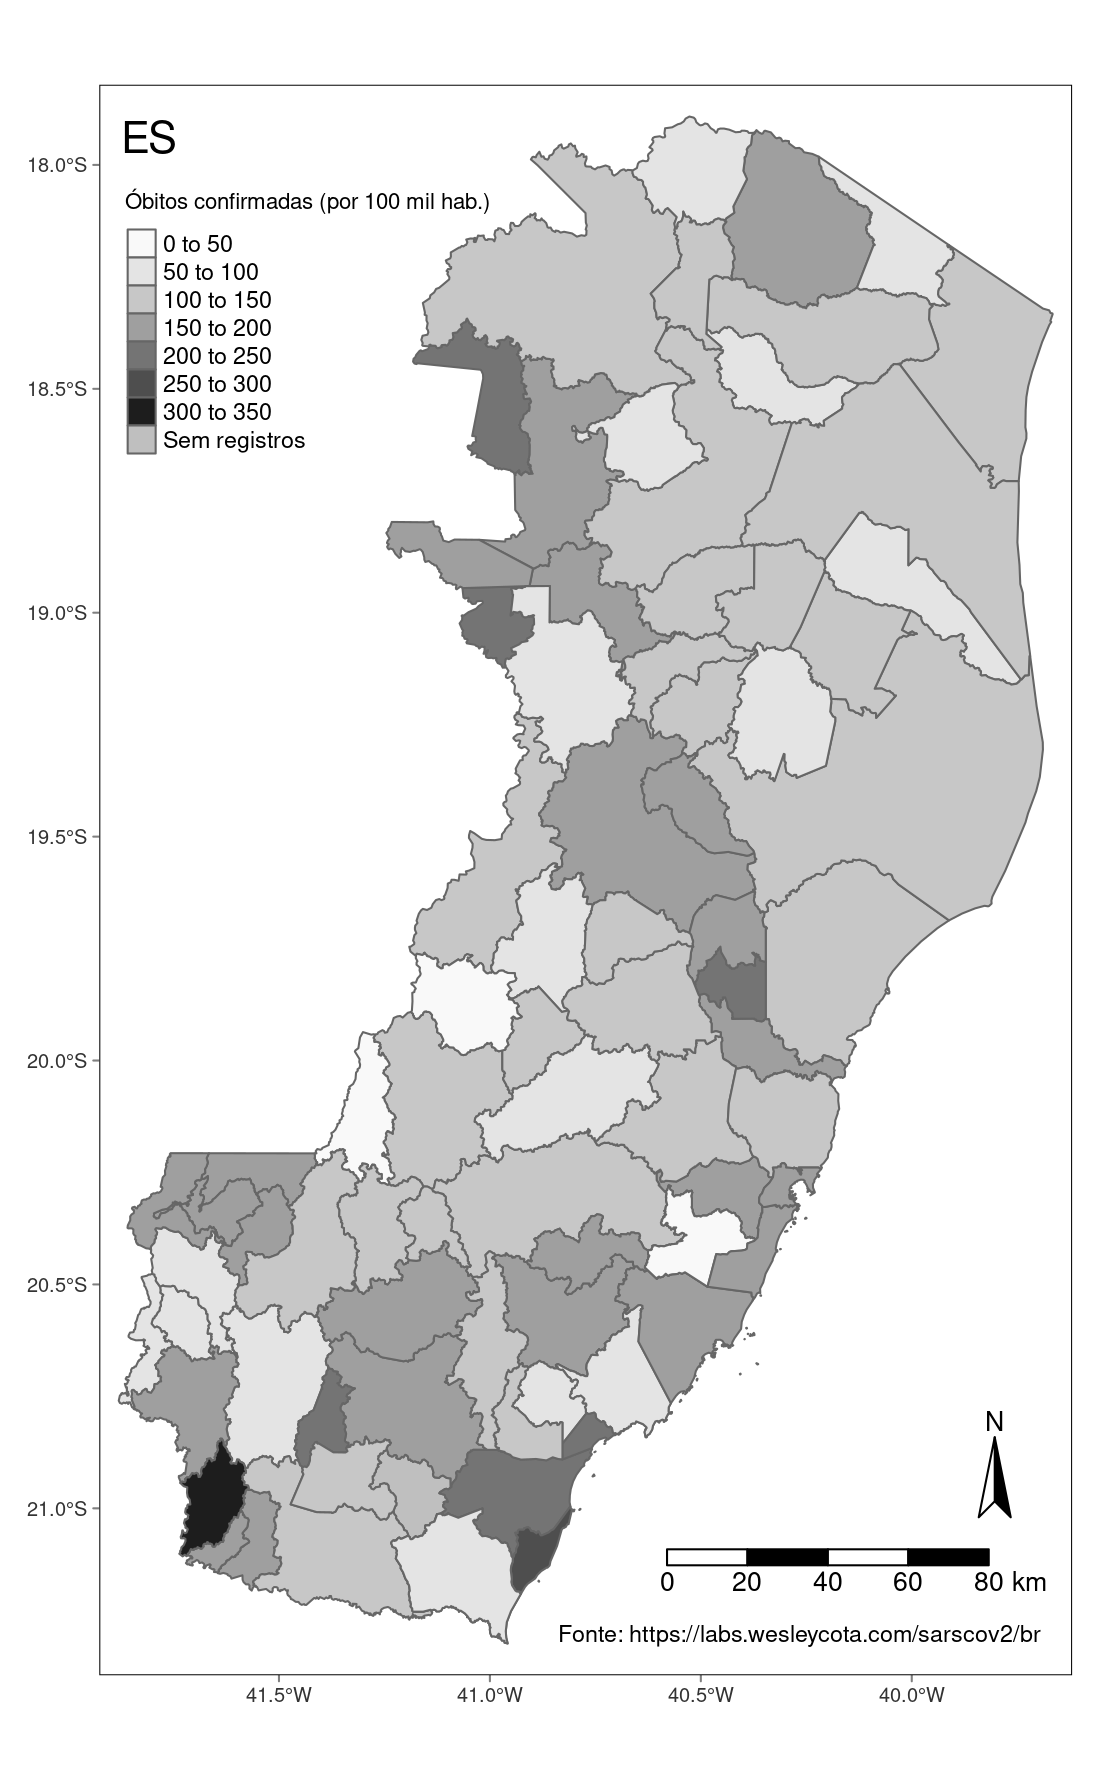 ES
Óbitos confirmadas (por 100 mil hab.)
0 to 50
50 to 100
100 to 150
150 to 200
200 to 250
250 to 300
300 to 350
Sem registros
18.0°S
18.5°S
19.0°S
19.5°S
20.0°S
20.5°S
21.0°S
N
0 20 40 60 80 km
Fonte: https://labs.wesleycota.com/sarscov2/br
41.5°W 41.0°W 40.5°W 40.0°W